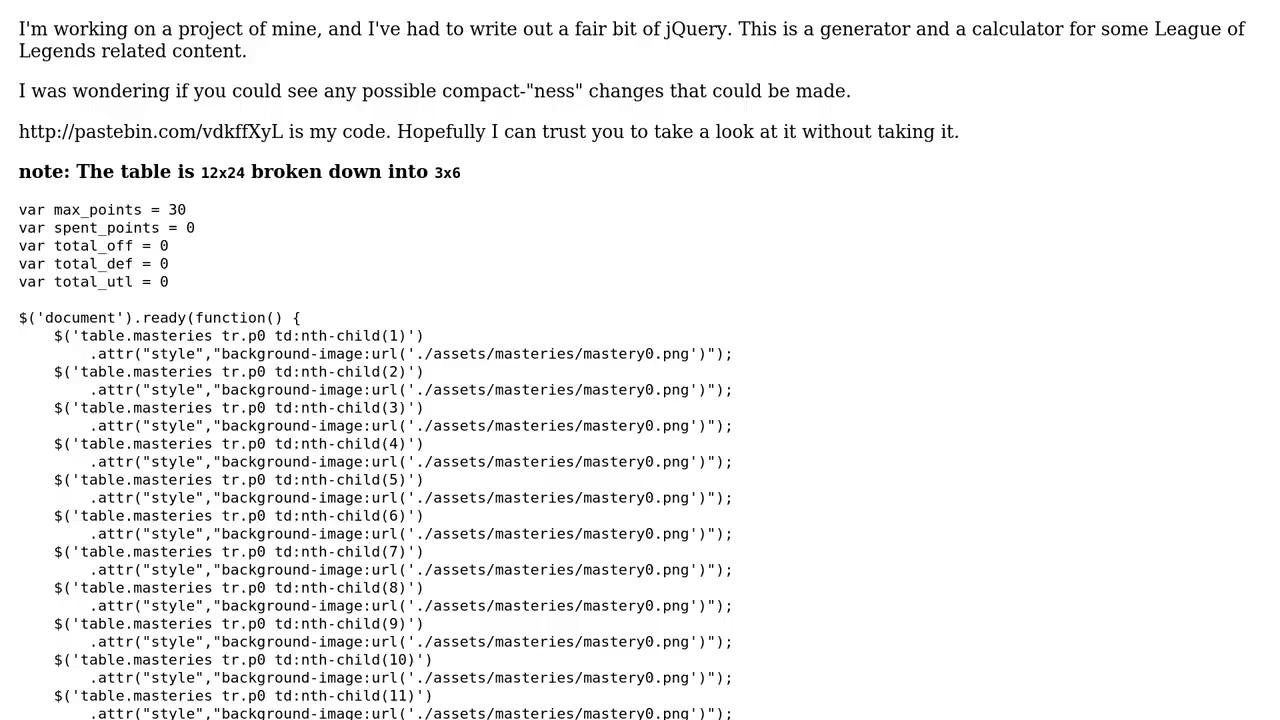 I'm working on a project of mine, and I've had to write out a fair bit of jQuery. This is a generator and a calculator for some League of
Legends related content.
I was wondering if you could see any possible compact-"ness" changes that could be made.
http://pastebin.com/vdkffXyL is my code. Hopefully I can trust you to take a look at it without taking it.
note: The table is 12x24 broken down into 3x6
var max_points = 30
var spent_points = 0
var total_off = 0
var total_def = 0
var total_utl = 0
$('document').ready(function() {
    $('table.masteries tr.p0 td:nth-child(1)')
        .attr("style","background-image:url('./assets/masteries/mastery0.png')");
    $('table.masteries tr.p0 td:nth-child(2)')
        .attr("style","background-image:url('./assets/masteries/mastery0.png')");
    $('table.masteries tr.p0 td:nth-child(3)')
        .attr("style","background-image:url('./assets/masteries/mastery0.png')");
    $('table.masteries tr.p0 td:nth-child(4)')
        .attr("style","background-image:url('./assets/masteries/mastery0.png')");
    $('table.masteries tr.p0 td:nth-child(5)')
        .attr("style","background-image:url('./assets/masteries/mastery0.png')");
    $('table.masteries tr.p0 td:nth-child(6)')
        .attr("style","background-image:url('./assets/masteries/mastery0.png')");
    $('table.masteries tr.p0 td:nth-child(7)')
        .attr("style","background-image:url('./assets/masteries/mastery0.png')");
    $('table.masteries tr.p0 td:nth-child(8)')
        .attr("style","background-image:url('./assets/masteries/mastery0.png')");
    $('table.masteries tr.p0 td:nth-child(9)')
        .attr("style","background-image:url('./assets/masteries/mastery0.png')");
    $('table.masteries tr.p0 td:nth-child(10)')
        .attr("style","background-image:url('./assets/masteries/mastery0.png')");
    $('table.masteries tr.p0 td:nth-child(11)')
        .attr("style","background-image:url('./assets/masteries/mastery0.png')");